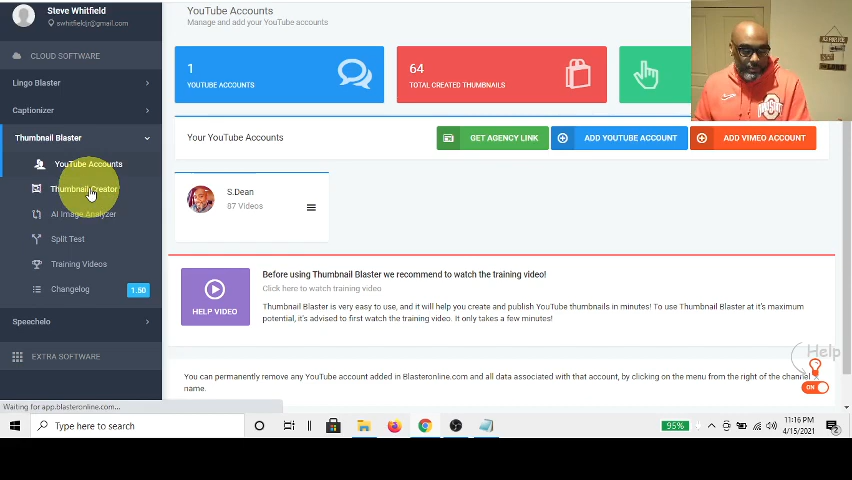 Steve Whitfield
swhitfieldjr@gmail.com
CLOUD SOFTWARE
Lingo Blaster
Captionizer
Thumbnail Blaster
YouTube Accounts
Thumbnail Creator
AI Image Analyzer
Split Test
Training Videos
Changelog
1.50
Speechelo
EXTRA SOFTWARE
YouTube Accounts
Manage and add your YouTube accounts
1
YOUTUBE ACCOUNTS
64
TOTAL CREATED THUMBNAILS
Your YouTube Accounts
GET AGENCY LINK
ADD YOUTUBE ACCOUNT
ADD VIMEO ACCOUNT
S.Dean
87 Videos
HELP VIDEO
Before using Thumbnail Blaster we recommend to watch the training video!
Click here to watch training video
Thumbnail Blaster is very easy to use, and it will help you create and publish YouTube thumbnails in minutes! To use Thumbnail Blaster at it's maximum
potential, it's advised to first watch the training video. It only takes a few minutes!
Help
ON
You can permanently remove any YouTube account added in Blasteronline.com and all data associated with that account, by clicking on the menu from the right of the channel
name.
Waiting for app.blasteronline.com...
Type here to search
95%
11:16 PM
4/15/2021
2
OHIO STATE